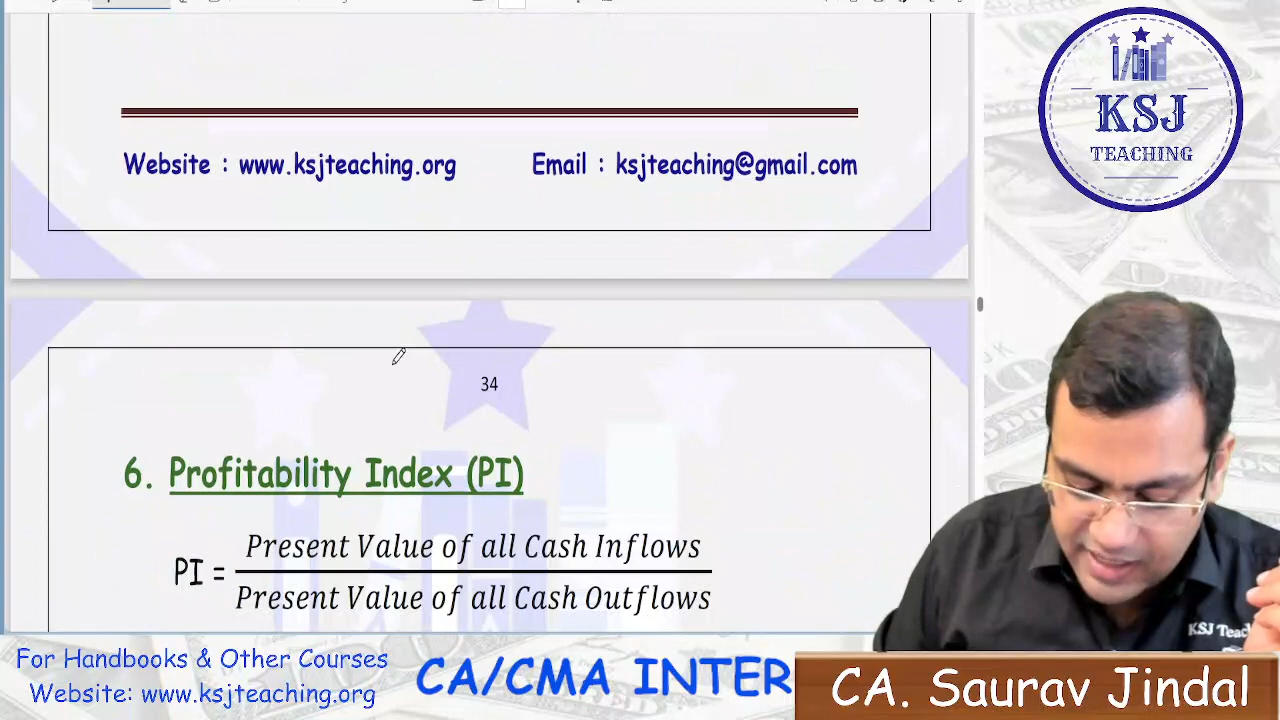 Website : www.ksjteaching.org
Email : ksjteaching@gmail.com
34
6. Profitability Index (PI)
PI = Present Value of all Cash Inflows
Present Value of all Cash Outflows
KSJ
TEACHING
KSJ
For Handbooks & Other Courses
Website: www.ksjteaching.org
CA/CMA INTER
CA. Saurav Jindal